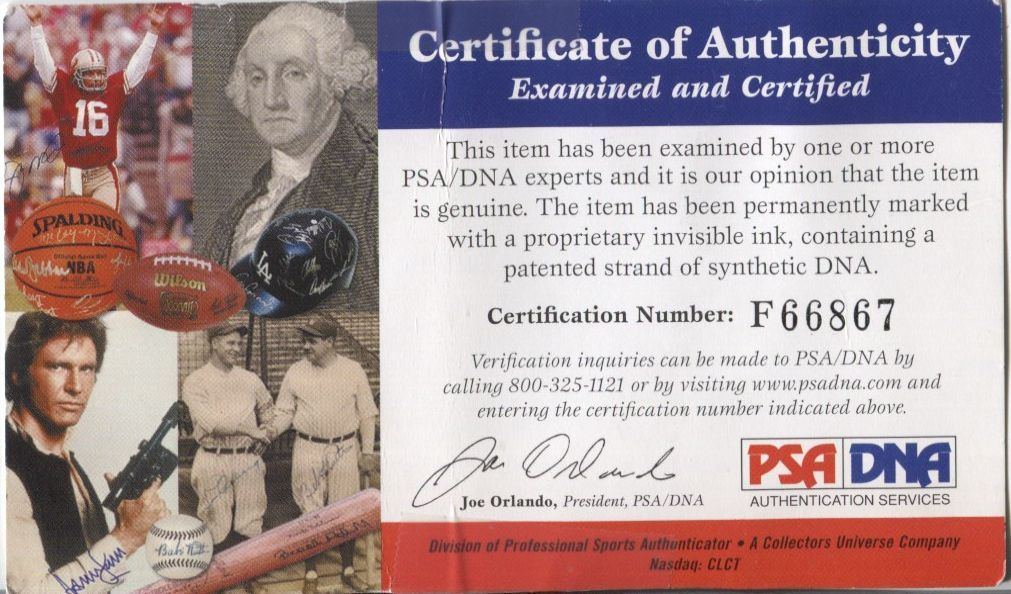 Certificate of Authenticity
Examined and Certified
This item has been examined by one or more
PSA/DNA experts and it is our opinion that the item
is genuine. The item has been permanently marked
with a proprietary invisible ink, containing a
patented strand of synthetic DNA.
Certification Number: F66867
Verification inquiries can be made to PSA/DNA by
calling 800-325-1121 or by visiting www.psadna.com and
entering the certification number indicated above.
Joe Orlando
Joe Orlando, President, PSA/DNA
PSA DNA
AUTHENTICATION SERVICES
Division of Professional Sports Authenticator • A Collectors Universe Company
Nasdaq: CLCT
16
SPALDING
NBA
Wilson
LA
Babe Ruth